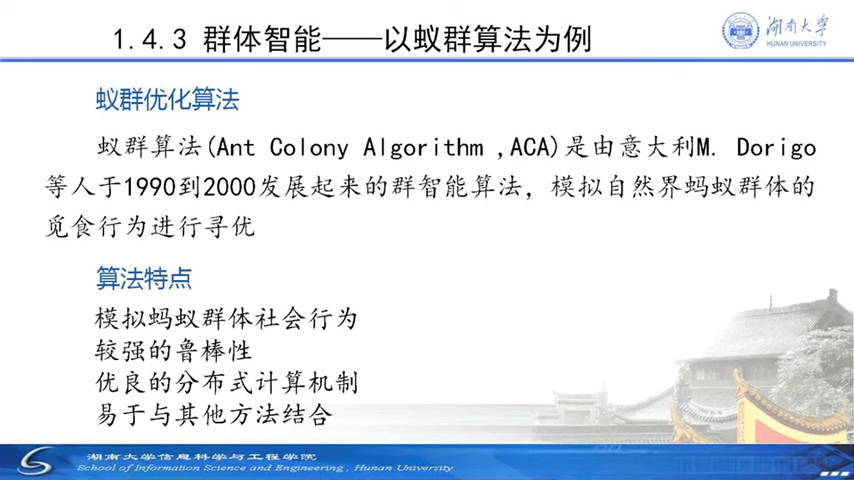 1.4.3 群体智能——以蚁群算法为例
湖南大学
HUNAN UNIVERSITY
蚁群优化算法
蚁群算法(Ant Colony Algorithm ,ACA)是由意大利M. Dorigo
等人于1990到2000发展起来的群智能算法，模拟自然界蚂蚁群体的
觅食行为进行寻优
算法特点
模拟蚂蚁群体社会行为
较强的鲁棒性
优良的分布式计算机制
易于与其他方法结合
湖南大学信息科学与工程学院
School of Information Science and Engineering, Hunan University